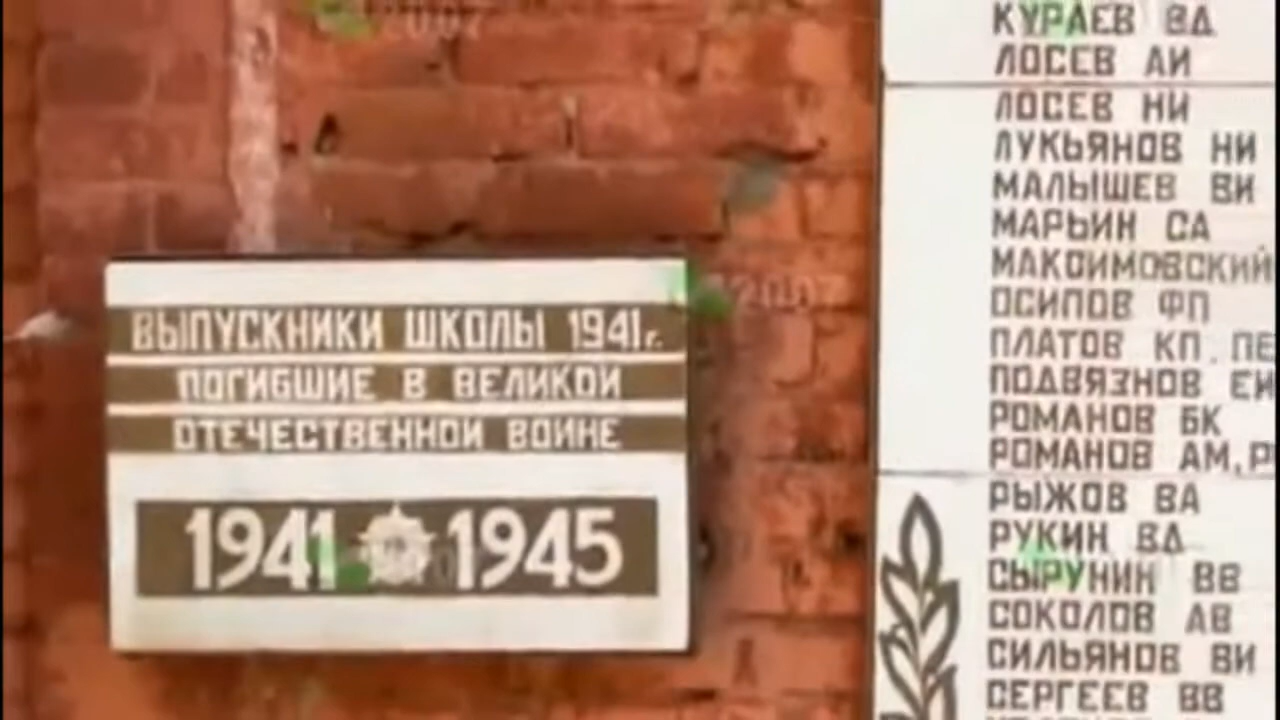 ВЫПУСКНИКИ ШКОЛЫ 1941г.
ПОГИБШИЕ В ВЕЛИКОЙ
ОТЕЧЕСТВЕННОЙ ВОЙНЕ
1941 1945
КУРАЕВ ВД
ЛОСЕВ АИ
ЛОСЕВ НИ
ЛУКЬЯНОВ НИ
МАЛЫШЕВ ВИ
МАРЬИН СА
МАКСИМОВСКИЙ
ОСИПОВ ФП
ПЛАТОВ КП. ПЕ
ПОДВЯЗНОВ ЕИ
РОМАНОВ БК
РОМАНОВ АМ,
РЫЖОВ ВА
РУКИН ВД
СЫРУНИН ВВ
СОКОЛОВ АВ
СИЛЬЯНОВ ВИ
СЕРГЕЕВ ВВ